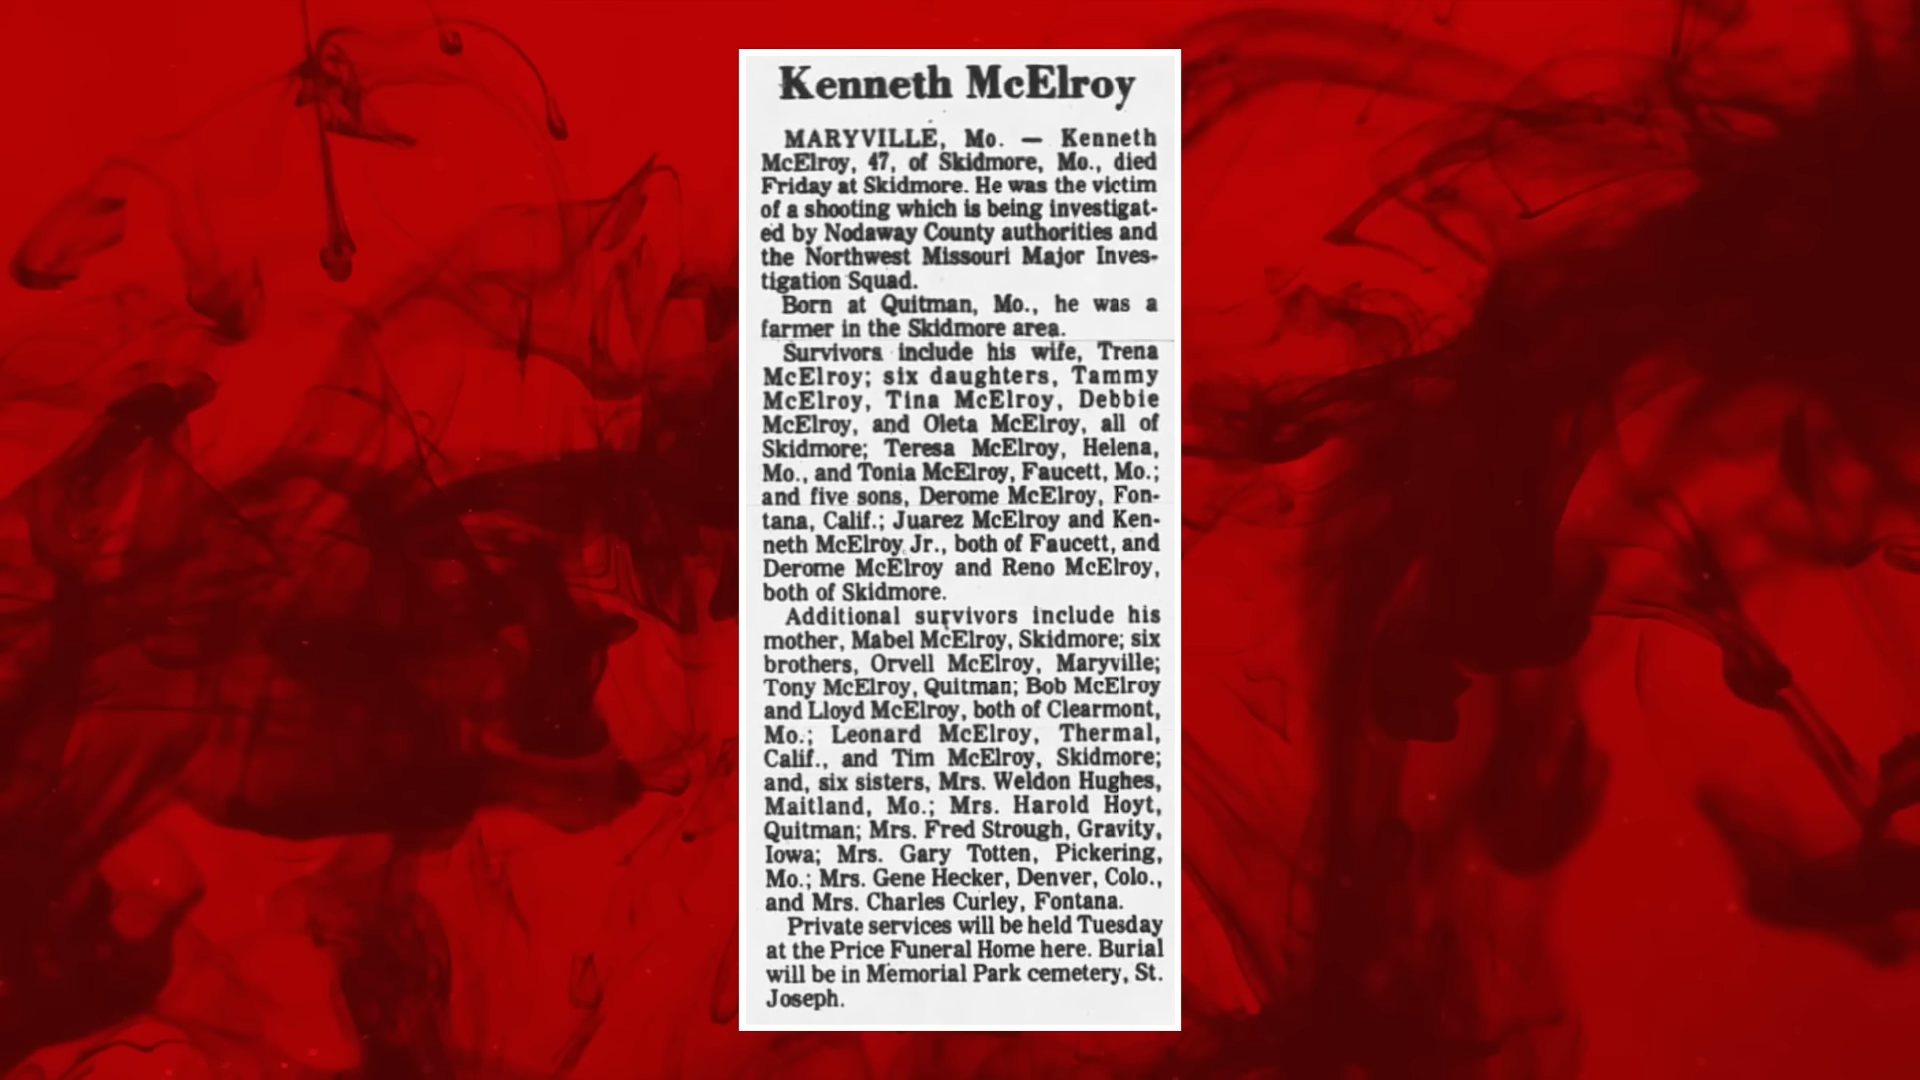 Kenneth McElroy
MARYVILLE, Mo. — Kenneth
McElroy, 47, of Skidmore, Mo., died
Friday at Skidmore. He was the victim
of a shooting which is being investigat-
ed by Nodaway County authorities and
the Northwest Missouri Major Inves-
tigation Squad.
Born at Quitman, Mo., he was a
farmer in the Skidmore area.
Survivors include his wife, Trena
McElroy; six daughters, Tammy
McElroy, Tina McElroy, Debbie
McElroy, and Oleta McElroy, all of
Skidmore; Teresa McElroy, Helena,
Mo., and Tonia McElroy, Faucett, Mo.;
and five sons, Derome McElroy, Fon-
tana, Calif.; Juarez McElroy and Ken-
neth McElroy Jr., both of Faucett, and
Derome McElroy and Reno McElroy,
both of Skidmore.
Additional survivors include his
mother, Mabel McElroy, Skidmore; six
brothers, Orvell McElroy, Maryville;
Tony McElroy, Quitman; Bob McElroy
and Lloyd McElroy, both of Clearmont,
Mo.; Leonard McElroy, Thermal,
Calif., and Tim McElroy, Skidmore;
and, six sisters, Mrs. Weldon Hughes,
Maitland, Mo.; Mrs. Harold Hoyt,
Quitman; Mrs. Fred Strough, Gravity,
Iowa; Mrs. Gary Totten, Pickering,
Mo.; Mrs. Gene Hecker, Denver, Colo.,
and Mrs. Charles Curley, Fontana.
Private services will be held Tuesday
at the Price Funeral Home here. Burial
will be in Memorial Park cemetery, St.
Joseph.